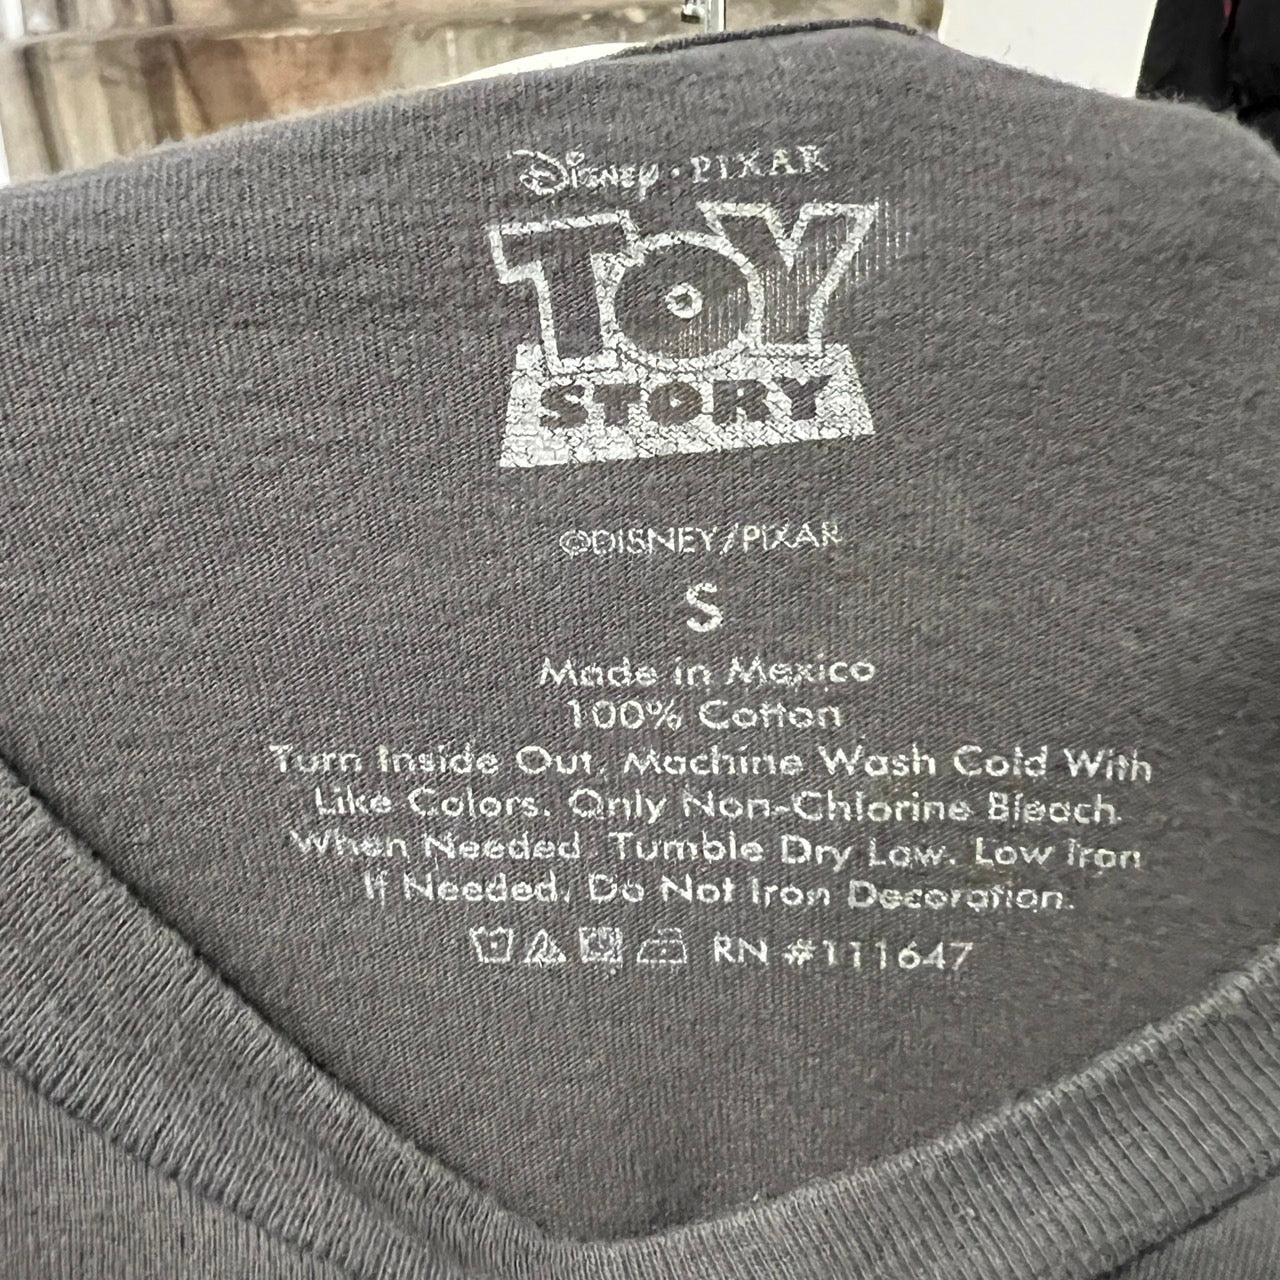 Disney · PIXAR
TOY
STORY
©DISNEY/PIXAR
S
Made in Mexico
100% Cotton
Turn Inside Out, Machine Wash Cold With
Like Colors. Only Non-Chlorine Bleach
When Needed. Tumble Dry Low. Low Iron
If Needed. Do Not Iron Decoration.
RN #111647